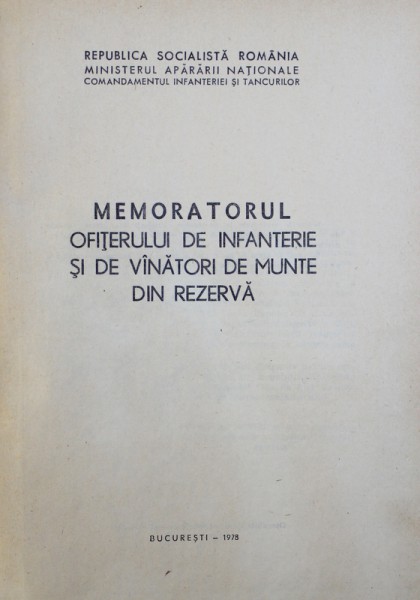 REPUBLICA SOCIALISTĂ ROMÂNIA
MINISTERUL APĂRĂRII NAȚIONALE
COMANDAMENTUL INFANTERIEI ȘI TANCURILOR
MEMORATORUL
OFIȚERULUI DE INFANTERIE
ȘI DE VÎNĂTORI DE MUNTE
DIN REZERVĂ
BUCUREȘTI – 1978